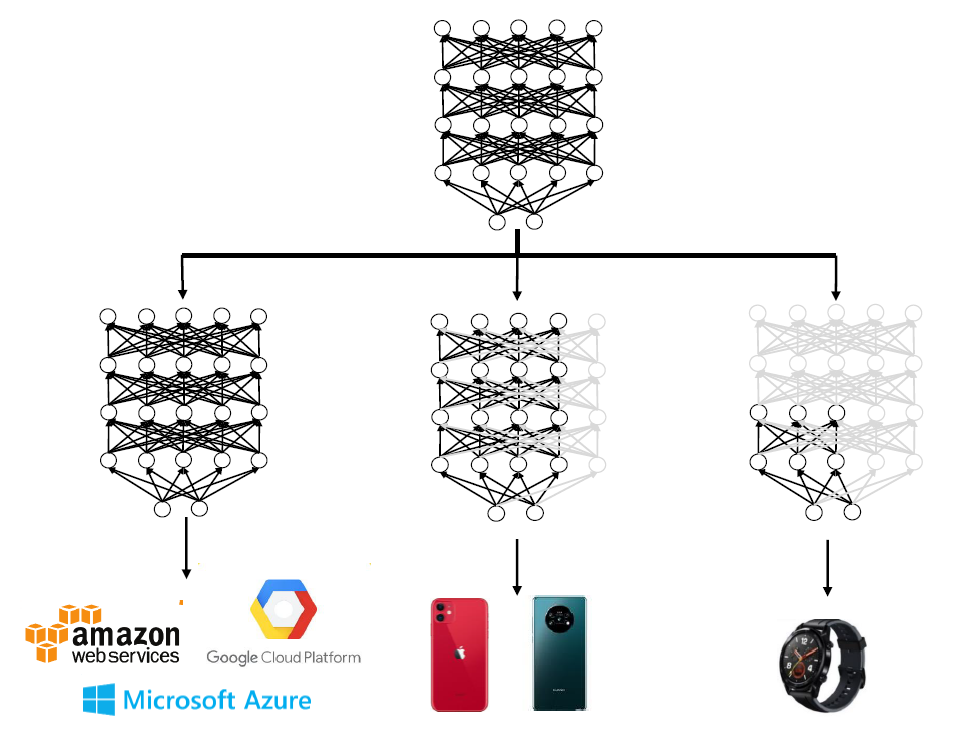 amazon
web services
Google Cloud Platform
Microsoft Azure